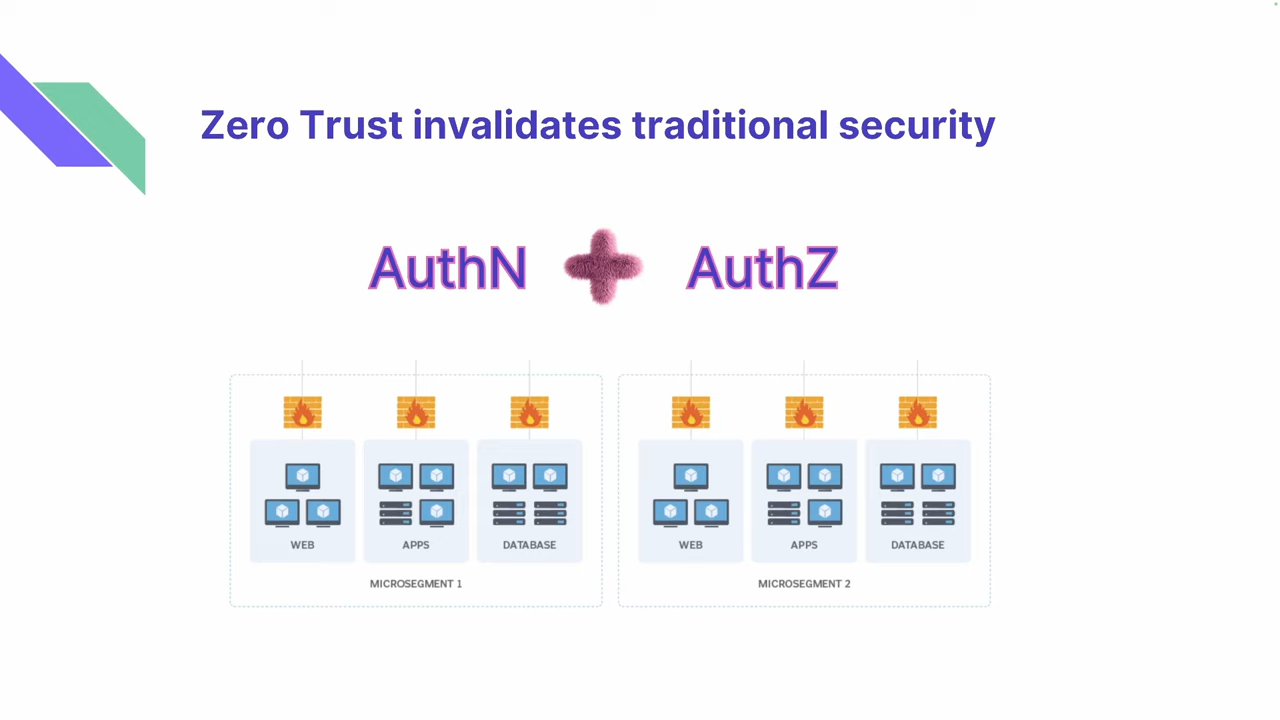 Zero Trust invalidates traditional security
AuthN
AuthZ
WEB
APPS
DATABASE
MICROSEGMENT 1
WEB
APPS
DATABASE
MICROSEGMENT 2